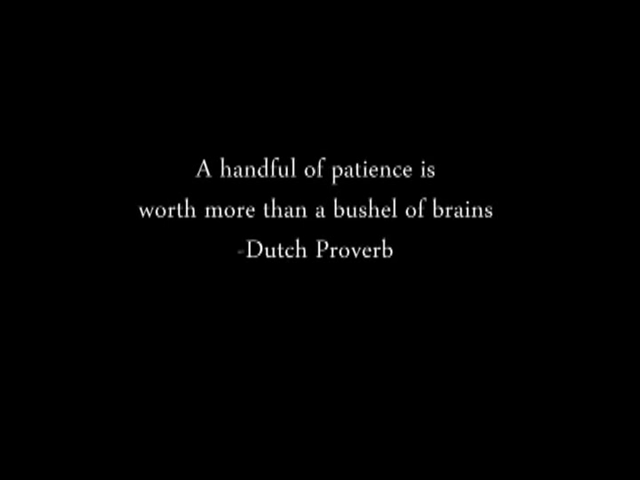 A handful of patience is
worth more than a bushel of brains
-Dutch Proverb